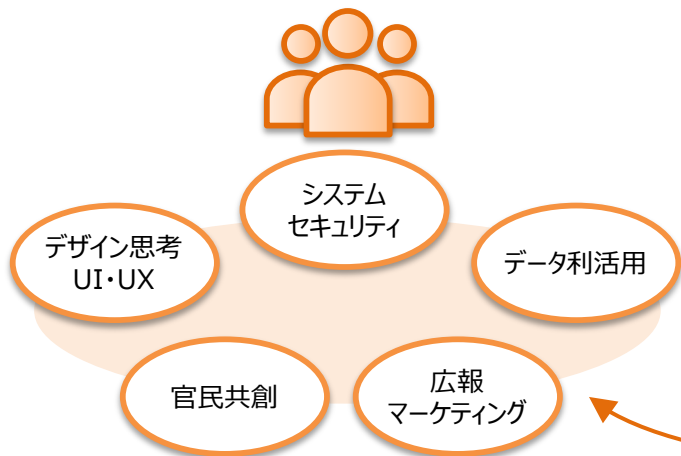 システム
セキュリティ
デザイン思考
UI・UX
データ利活用
官民共創
広報
マーケティング